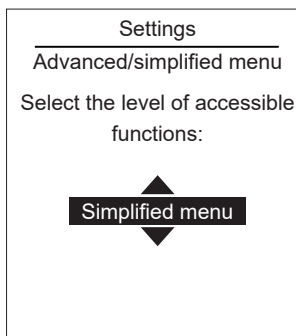 Settings
Advanced/simplified menu
Select the level of accessible
functions:
Simplified menu